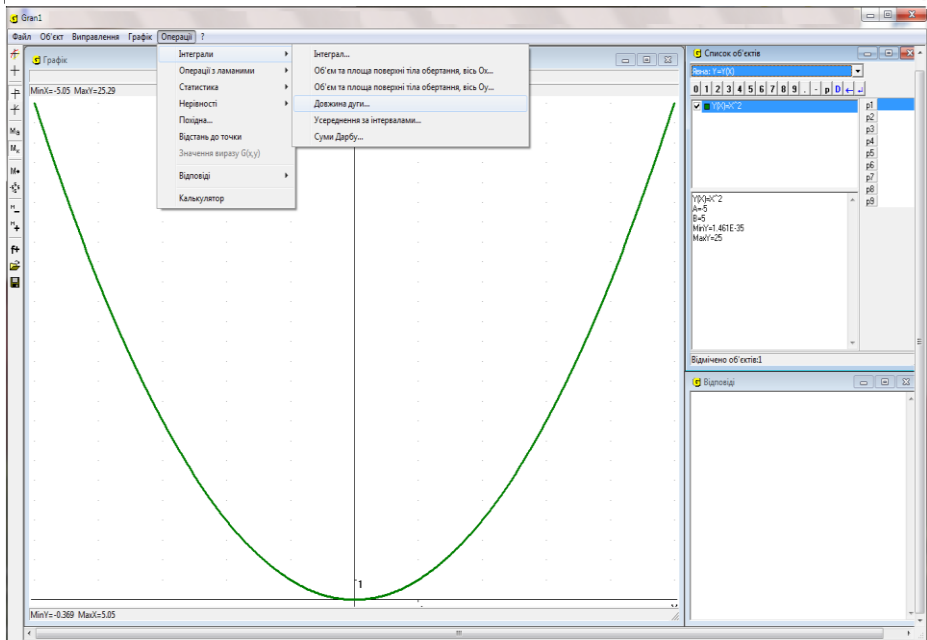 Gran1
Файл Об'єкт Виправлення Графік Операції ?
Графік
MinX=-5.05 MaxY=25.29
Інтеграли
Операції з ламаними
Статистика
Нерівності
Похідна...
Відстань до точки
Значення виразу G(x,y)
Відповіді
Калькулятор
Інтеграл...
Об'єм та площа поверхні тіла обертання, вісь Ox...
Об'єм та площа поверхні тіла обертання, вісь Oy...
Довжина дуги...
Усереднення за інтервалами...
Суми Дарбу...
1
MinY=-0.369 MaxX=5.05
Список об'єктів
Явна: Y=Y(X)
0 1 2 3 4 5 6 7 8 9 . - p D
Y(X)=X^2
p1
p2
p3
p4
p5
p6
p7
p8
p9
Y(X)=X^2
A=-5
B=5
MinY=1.461E-35
MaxY=25
Відмічено об'єктів:1
Відповіді